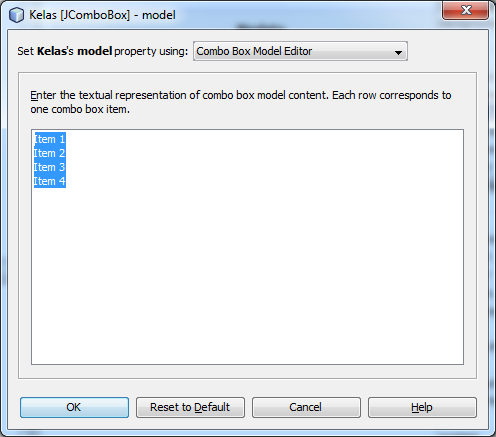 Kelas [JComboBox] - model
Set Kelas's model property using: Combo Box Model Editor
Enter the textual representation of combo box model content. Each row corresponds to
one combo box item.
Item 1
Item 2
Item 3
Item 4
OK Reset to Default Cancel Help